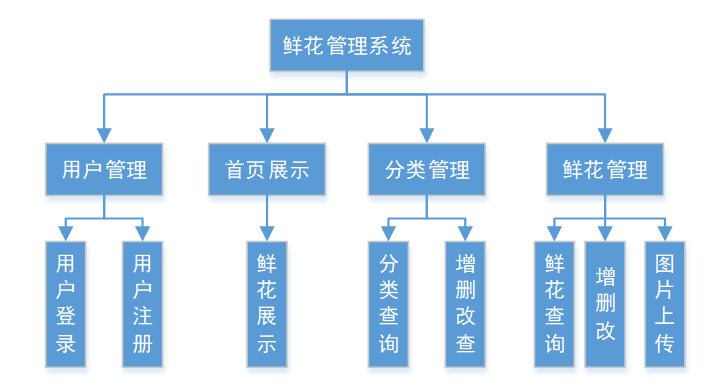 鲜花管理系统
用户管理
首页展示
分类管理
鲜花管理
用户登录
用户注册
鲜花展示
分类查询
增删改查
鲜花查询
增删改
图片上传